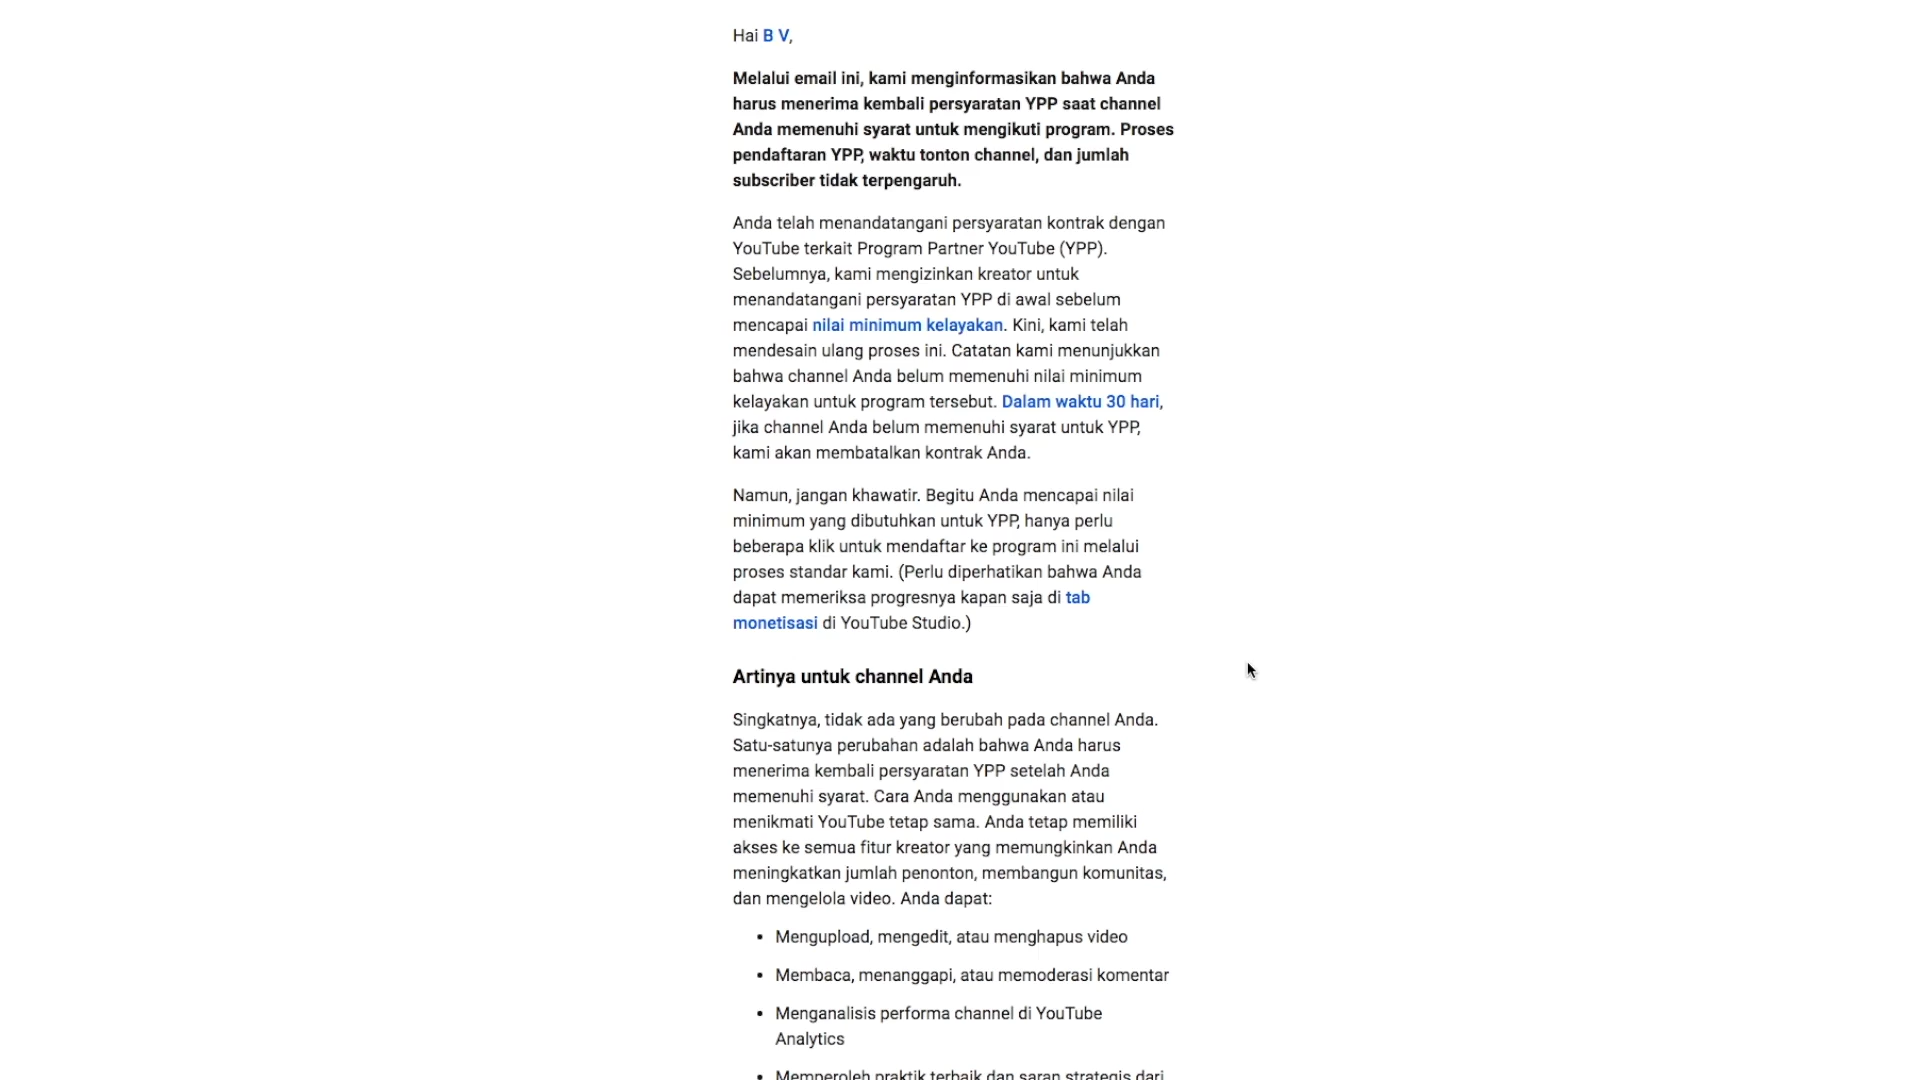 Hai B V,
Melalui email ini, kami menginformasikan bahwa Anda
harus menerima kembali persyaratan YPP saat channel
Anda memenuhi syarat untuk mengikuti program. Proses
pendaftaran YPP, waktu tonton channel, dan jumlah
subscriber tidak terpengaruh.
Anda telah menandatangani persyaratan kontrak dengan
YouTube terkait Program Partner YouTube (YPP).
Sebelumnya, kami mengizinkan kreator untuk
menandatangani persyaratan YPP di awal sebelum
mencapai nilai minimum kelayakan. Kini, kami telah
mendesain ulang proses ini. Catatan kami menunjukkan
bahwa channel Anda belum memenuhi nilai minimum
kelayakan untuk program tersebut. Dalam waktu 30 hari,
jika channel Anda belum memenuhi syarat untuk YPP,
kami akan membatalkan kontrak Anda.
Namun, jangan khawatir. Begitu Anda mencapai nilai
minimum yang dibutuhkan untuk YPP, hanya perlu
beberapa klik untuk mendaftar ke program ini melalui
proses standar kami. (Perlu diperhatikan bahwa Anda
dapat memeriksa progresnya kapan saja di tab
monetisasi di YouTube Studio.)
Artinya untuk channel Anda
Singkatnya, tidak ada yang berubah pada channel Anda.
Satu-satunya perubahan adalah bahwa Anda harus
menerima kembali persyaratan YPP setelah Anda
memenuhi syarat. Cara Anda menggunakan atau
menikmati YouTube tetap sama. Anda tetap memiliki
akses ke semua fitur kreator yang memungkinkan Anda
meningkatkan jumlah penonton, membangun komunitas,
dan mengelola video. Anda dapat:
• Mengupload, mengedit, atau menghapus video
• Membaca, menanggapi, atau memoderasi komentar
• Menganalisis performa channel di YouTube
Analytics
• Memperoleh praktik terbaik dan saran strategis dari